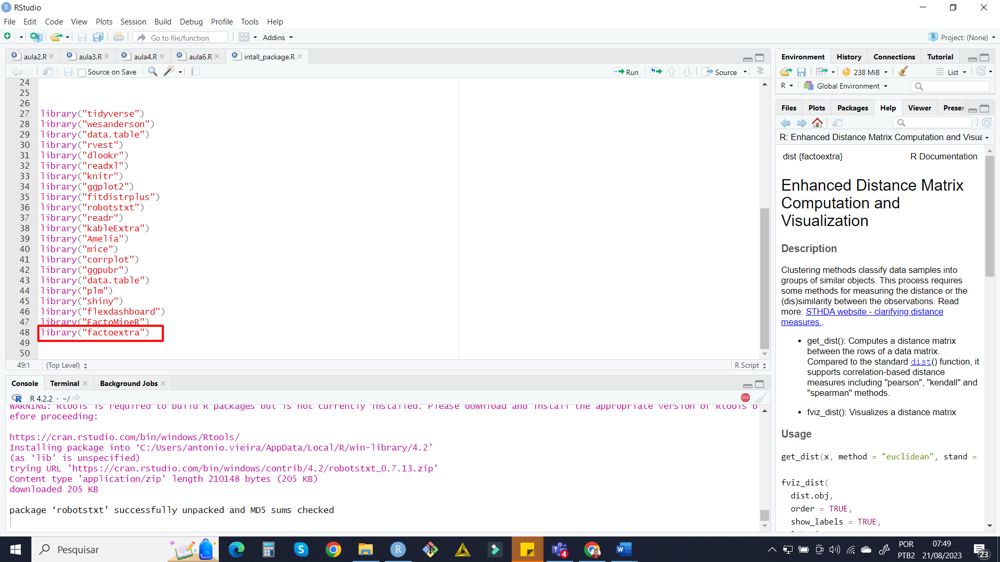 RStudio
File Edit Code View Plots Session Build Debug Profile Tools Help
Go to file/function Addins Project: (None)
aula2.R aula3.R aula4.R aula6.R intall_package.R
Source on Save Run Source
24
25
26
27 library("tidyverse")
28 library("wesanderson")
29 library("data.table")
30 library("rvest")
31 library("dlookr")
32 library("readxl")
33 library("knitr")
34 library("ggplot2")
35 library("fitdistrplus")
36 library("robotstxt")
37 library("readr")
38 library("kableExtra")
39 library("Amelia")
40 library("mice")
41 library("corrplot")
42 library("ggpubr")
43 library("data.table")
44 library("plm")
45 library("shiny")
46 library("flexdashboard")
47 library("FactoMineR")
48 library("factoextra")
49
50
49:1 (Top Level) R Script
Console Terminal Background Jobs
R 4.2.2 · ~/
WARNING: Rtools is required to build R packages but is not currently installed. Please download and install the appropriate version of Rtools b
efore proceeding:
https://cran.rstudio.com/bin/windows/Rtools/
Installing package into ‘C:/Users/antonio.vieira/AppData/Local/R/win-library/4.2’
(as ‘lib’ is unspecified)
trying URL 'https://cran.rstudio.com/bin/windows/contrib/4.2/robotstxt_0.7.13.zip'
Content type 'application/zip' length 210148 bytes (205 KB)
downloaded 205 KB
package ‘robotstxt’ successfully unpacked and MD5 sums checked
Environment History Connections Tutorial
238 MiB List
R Global Environment
Files Plots Packages Help Viewer Presen
R: Enhanced Distance Matrix Computation and Visua
dist {factoextra} R Documentation
Enhanced Distance Matrix
Computation and
Visualization
Description
Clustering methods classify data samples into
groups of similar objects. This process requires
some methods for measuring the distance or the
(dis)similarity between the observations. Read
more: STHDA website - clarifying distance
measures..
• get_dist(): Computes a distance matrix
between the rows of a data matrix.
Compared to the standard dist() function, it
supports correlation-based distance
measures including "pearson", "kendall" and
"spearman" methods.
• fviz_dist(): Visualizes a distance matrix
Usage
get_dist(x, method = "euclidean", stand =
fviz_dist(
dist.obj,
order = TRUE,
show_labels = TRUE,
Pesquisar
4
POR
PTB2
07:49
21/08/2023
23